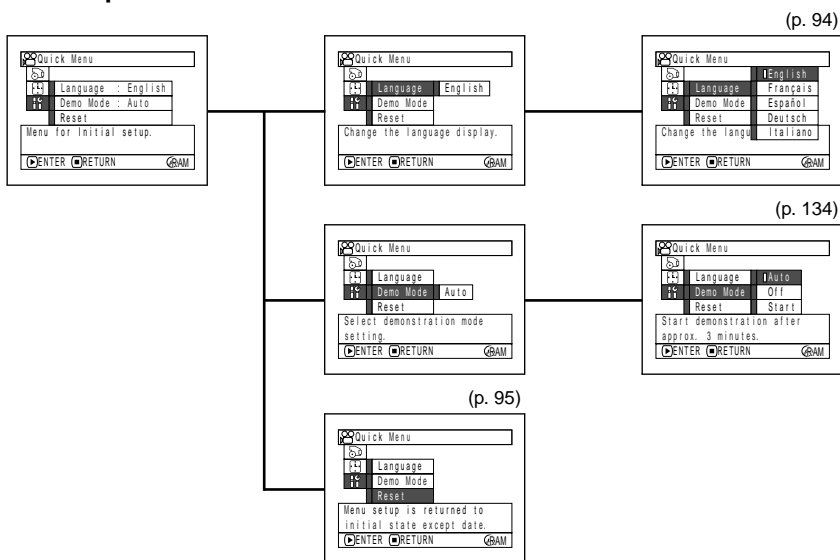 (p. 94)
Quick Menu
Language : English
Demo Mode : Auto
Reset
Menu for Initial setup.
ENTER RETURN RAM
Quick Menu
Language English
Demo Mode
Reset
Change the language display.
ENTER RETURN RAM
Quick Menu
English
Language Français
Demo Mode Español
Reset Deutsch
Change the langu Italiano
ENTER RETURN RAM
(p. 134)
Quick Menu
Language
Demo Mode Auto
Reset
Select demonstration mode
setting.
ENTER RETURN RAM
Quick Menu
Language Auto
Demo Mode Off
Reset Start
Start demonstration after
approx. 3 minutes.
ENTER RETURN RAM
(p. 95)
Quick Menu
Language
Demo Mode
Reset
Menu setup is returned to
initial state except date.
ENTER RETURN RAM